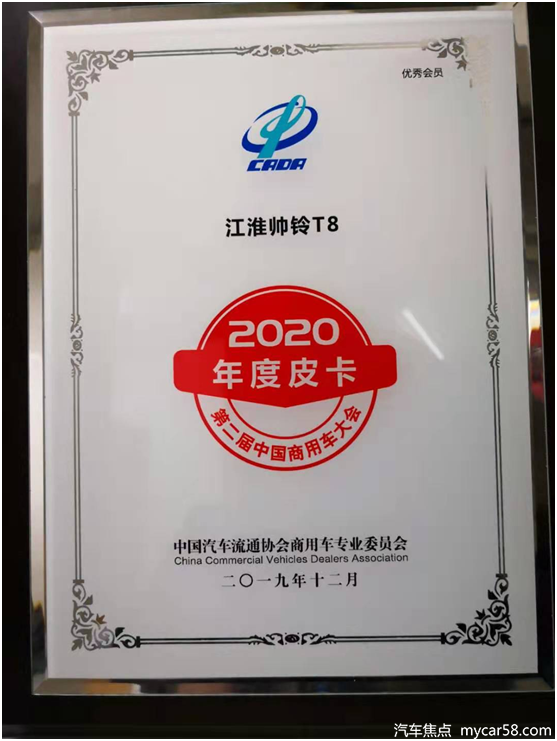 优秀会员
CADA
江淮帅铃T8
2020
年度皮卡
第二届中国商用车大会
中国汽车流通协会商用车专业委员会
China Commercial Vehicles Dealers Association
二〇一九年十二月
汽车焦点 mycar58.com